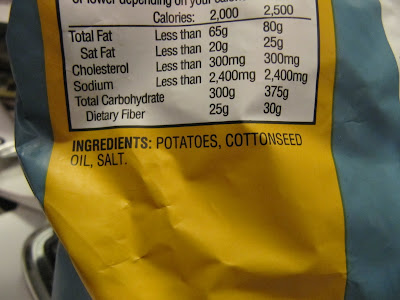 or lower depending on your calorie
Calories: 2,000 2,500
Total Fat Less than 65g 80g
Sat Fat Less than 20g 25g
Cholesterol Less than 300mg 300mg
Sodium Less than 2,400mg 2,400mg
Total Carbohydrate 300g 375g
Dietary Fiber 25g 30g
INGREDIENTS: POTATOES, COTTONSEED
OIL, SALT.